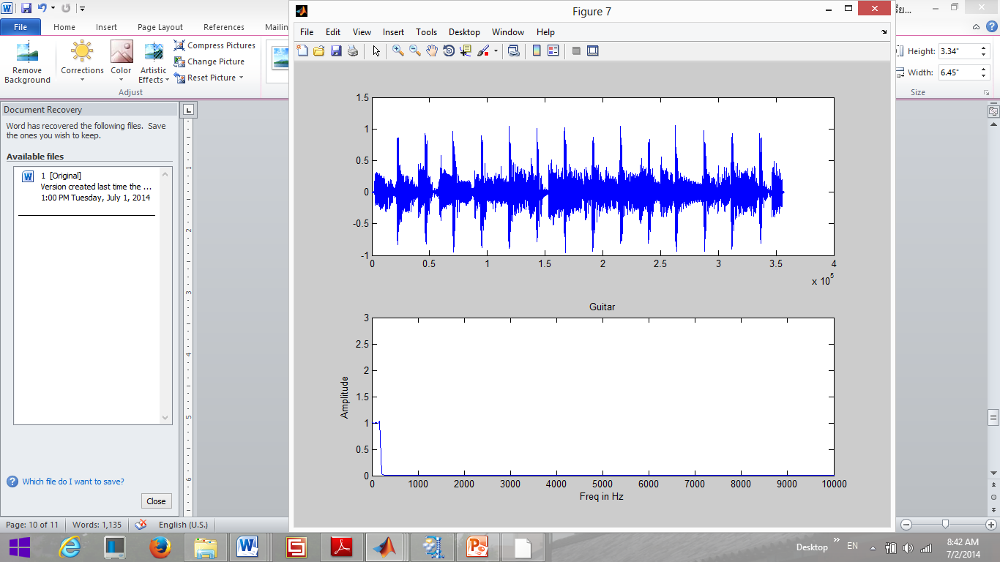 File
Home
Insert
Page Layout
References
Mailin
Remove
Background
Corrections
Color
Artistic
Effects
Compress Pictures
Change Picture
Reset Picture
Adjust
Height: 3.34"
Width: 6.45"
Size
Document Recovery
Word has recovered the following files. Save
the ones you wish to keep.
Available files
1 [Original]
Version created last time the ...
1:00 PM Tuesday, July 1, 2014
Which file do I want to save?
Close
1
2
3
4
5
6
Figure 7
File Edit View Insert Tools Desktop Window Help
1.5
1
0.5
0
-0.5
-1
0 0.5 1 1.5 2 2.5 3 3.5 4
x 10^5
Guitar
3
2.5
2
1.5
1
0.5
0
Amplitude
0 1000 2000 3000 4000 5000 6000 7000 8000 9000 10000
Freq in Hz
Page: 10 of 11
Words: 1,135
English (U.S.)
Desktop
EN
8:42 AM
7/2/2014